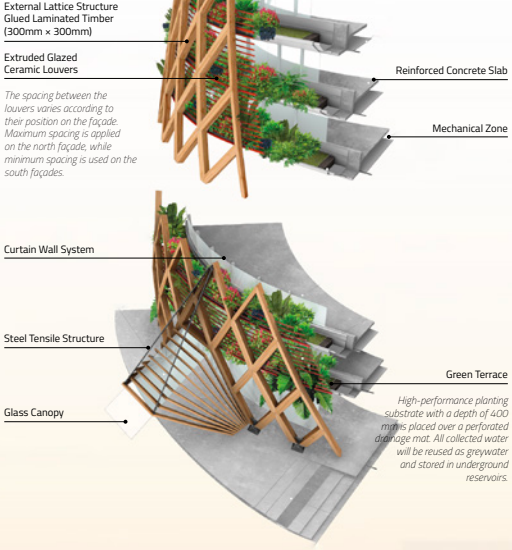 External Lattice Structure
Glued Laminated Timber
(300mm × 300mm)
Extruded Glazed
Ceramic Louvers
The spacing between the
louvers varies according to
their position on the façade.
Maximum spacing is applied
on the north façade, while
minimum spacing is used on the
south façades.
Reinforced Concrete Slab
Mechanical Zone
Curtain Wall System
Steel Tensile Structure
Glass Canopy
Green Terrace
High-performance planting
substrate with a depth of 400
mm is placed over a perforated
drainage mat. All collected water
will be reused as greywater
and stored in underground
reservoirs.